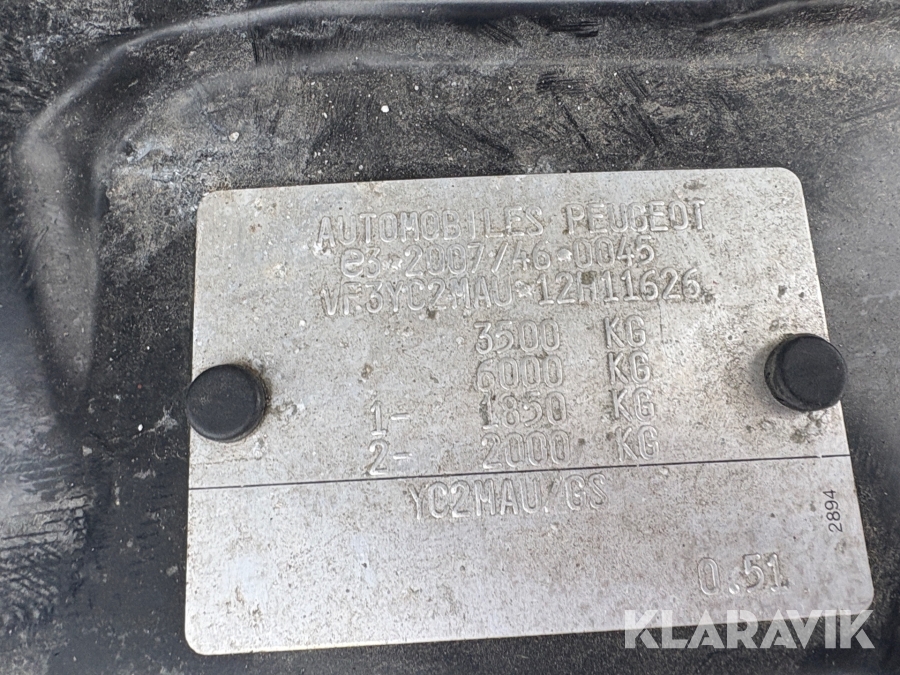 AUTOMOBILES PEUGEOT
e3*2007/46*0045
VF3YC2MAU*12H11626
3500 KG
6000 KG
1- 1850 KG
2- 2000 KG
YC2MAU/GS
2894
0.51
KLARAVIK